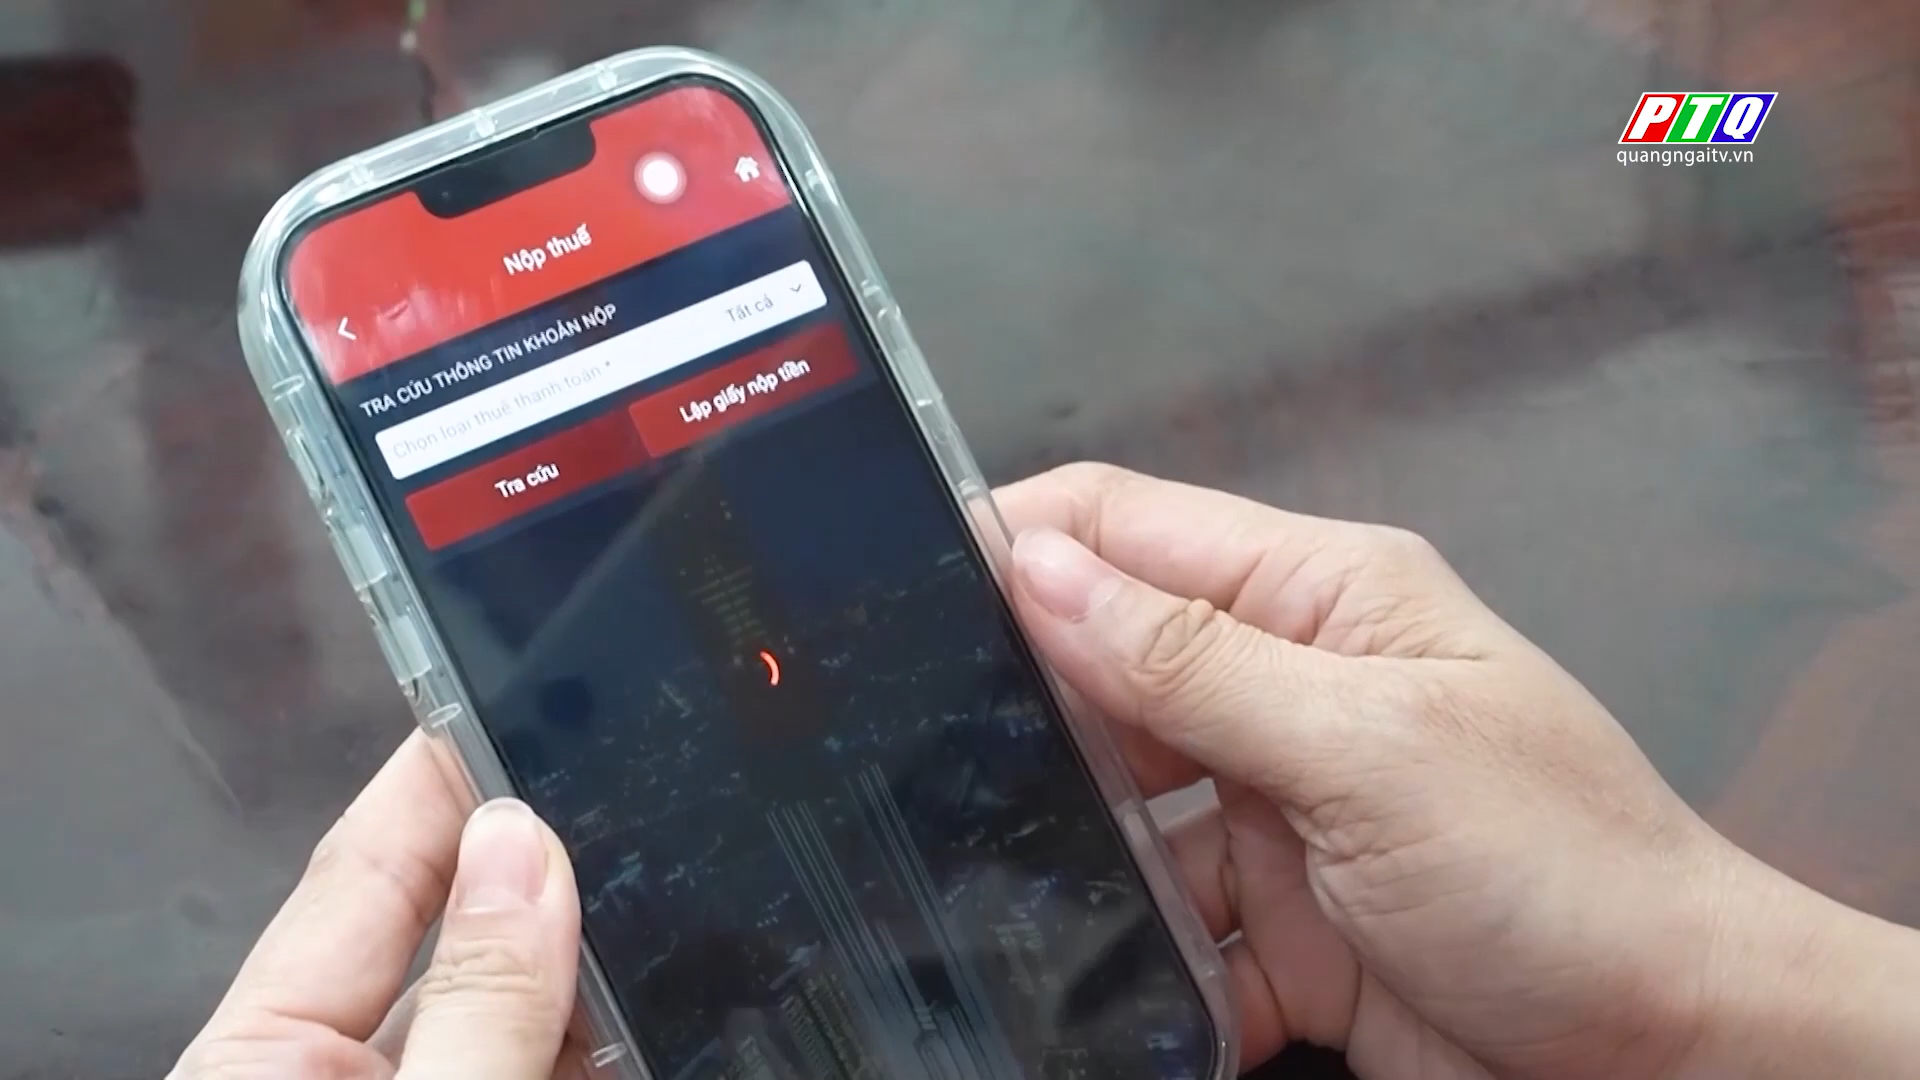 PTQ
quangngaitv.vn
Nộp thuế
TRA CỨU THÔNG TIN KHOẢN NỘP
Chọn loại thuế thanh toán *
Tất cả
Tra cứu
Lập giấy nộp tiền